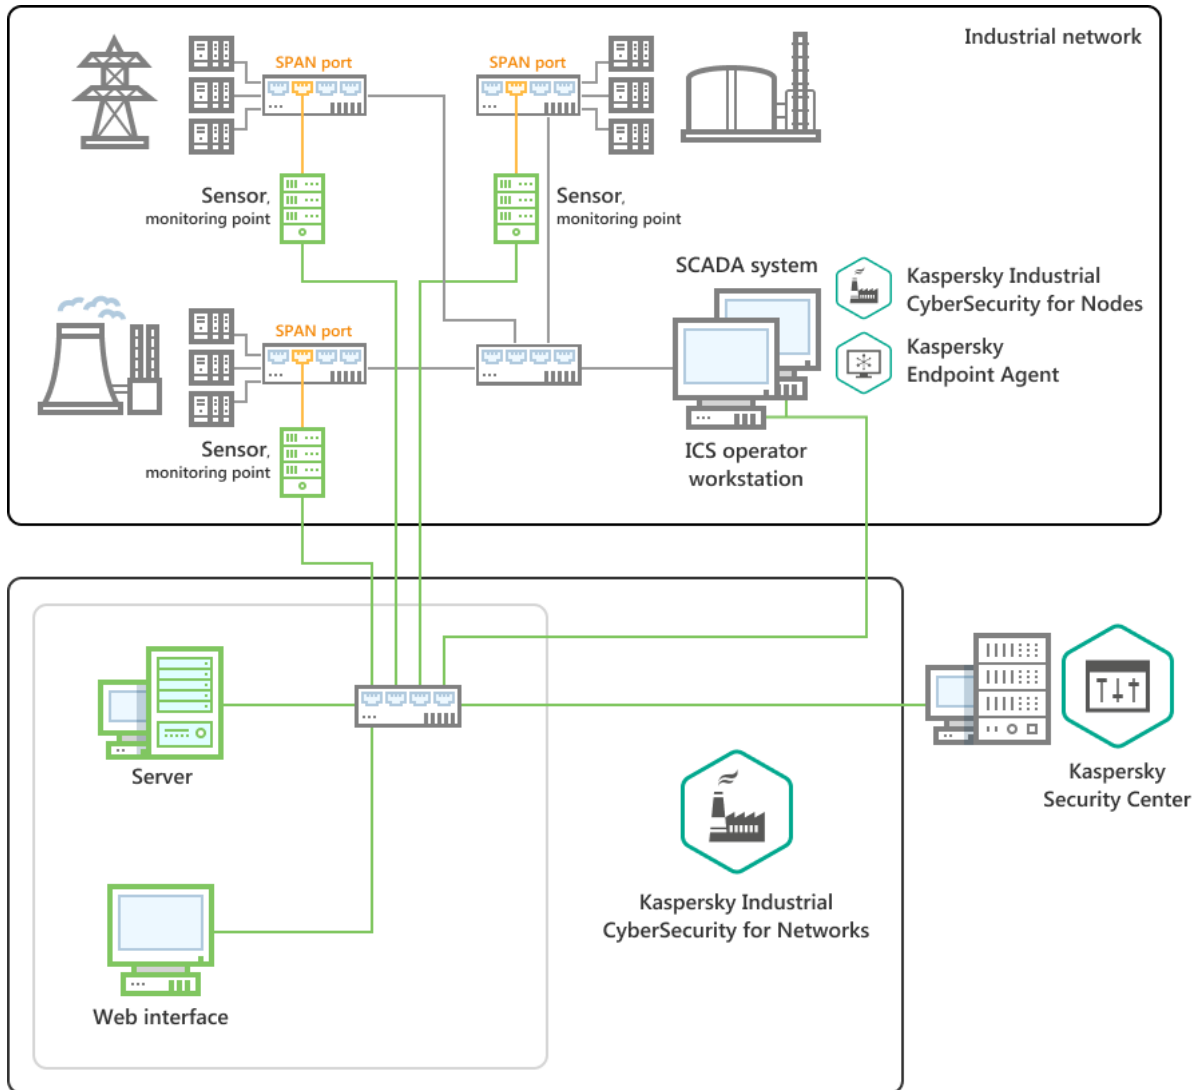 Industrial network
SPAN port
SPAN port
Sensor,
monitoring point
Sensor,
monitoring point
SCADA system
Kaspersky Industrial
CyberSecurity for Nodes
Kaspersky
Endpoint Agent
SPAN port
Sensor,
monitoring point
ICS operator
workstation
Server
Kaspersky
Security Center
Kaspersky Industrial
CyberSecurity for Networks
Web interface